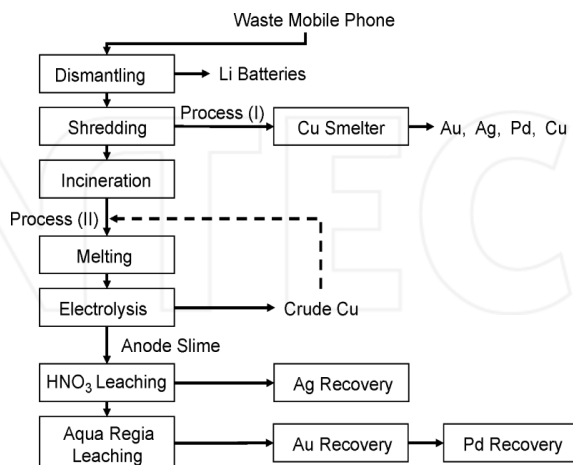 Waste Mobile Phone
Dismantling
Li Batteries
Process (I)
Shredding
Cu Smelter
Au, Ag, Pd, Cu
Incineration
Process (II)
Melting
Electrolysis
Crude Cu
Anode Slime
HNO₃ Leaching
Ag Recovery
Aqua Regia
Leaching
Au Recovery
Pd Recovery
NTEC